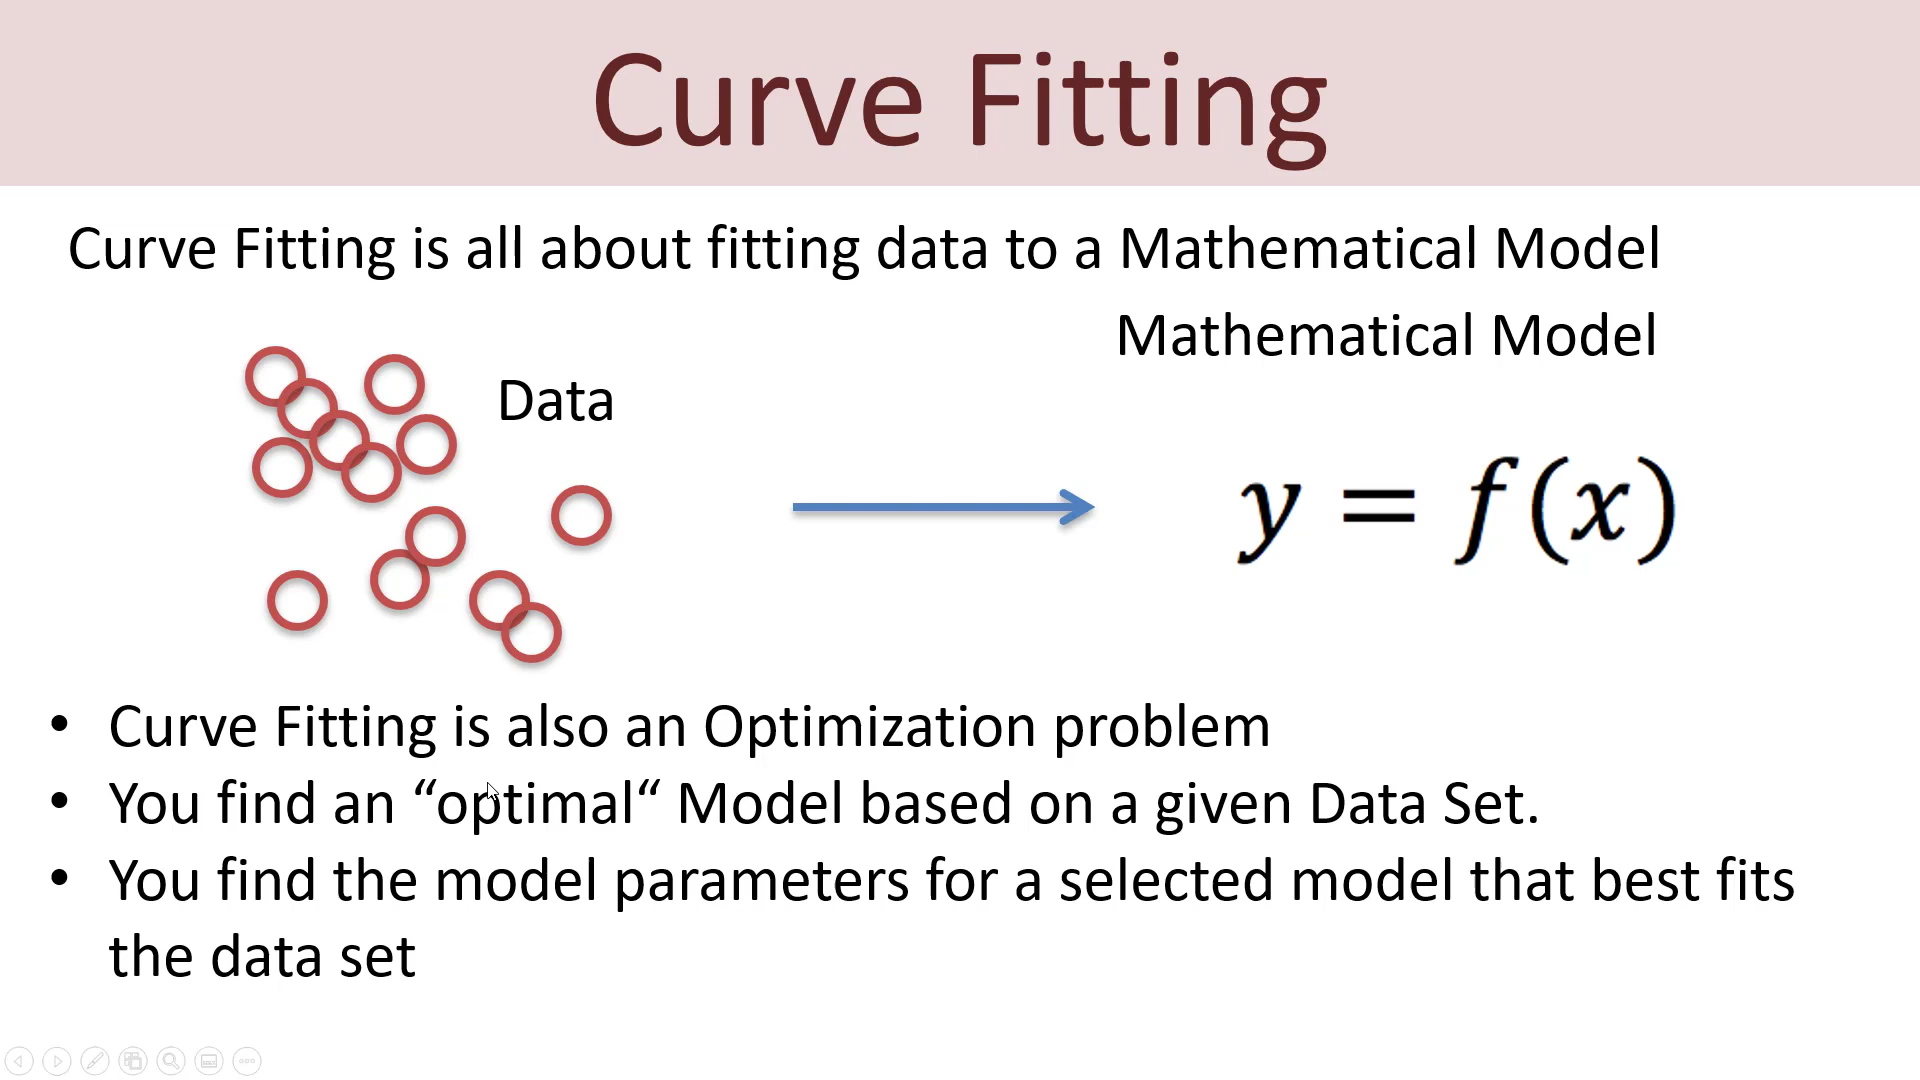 Curve Fitting
Curve Fitting is all about fitting data to a Mathematical Model
Mathematical Model
Data
y = f(x)
• Curve Fitting is also an Optimization problem
• You find an “optimal“ Model based on a given Data Set.
• You find the model parameters for a selected model that best fits
the data set